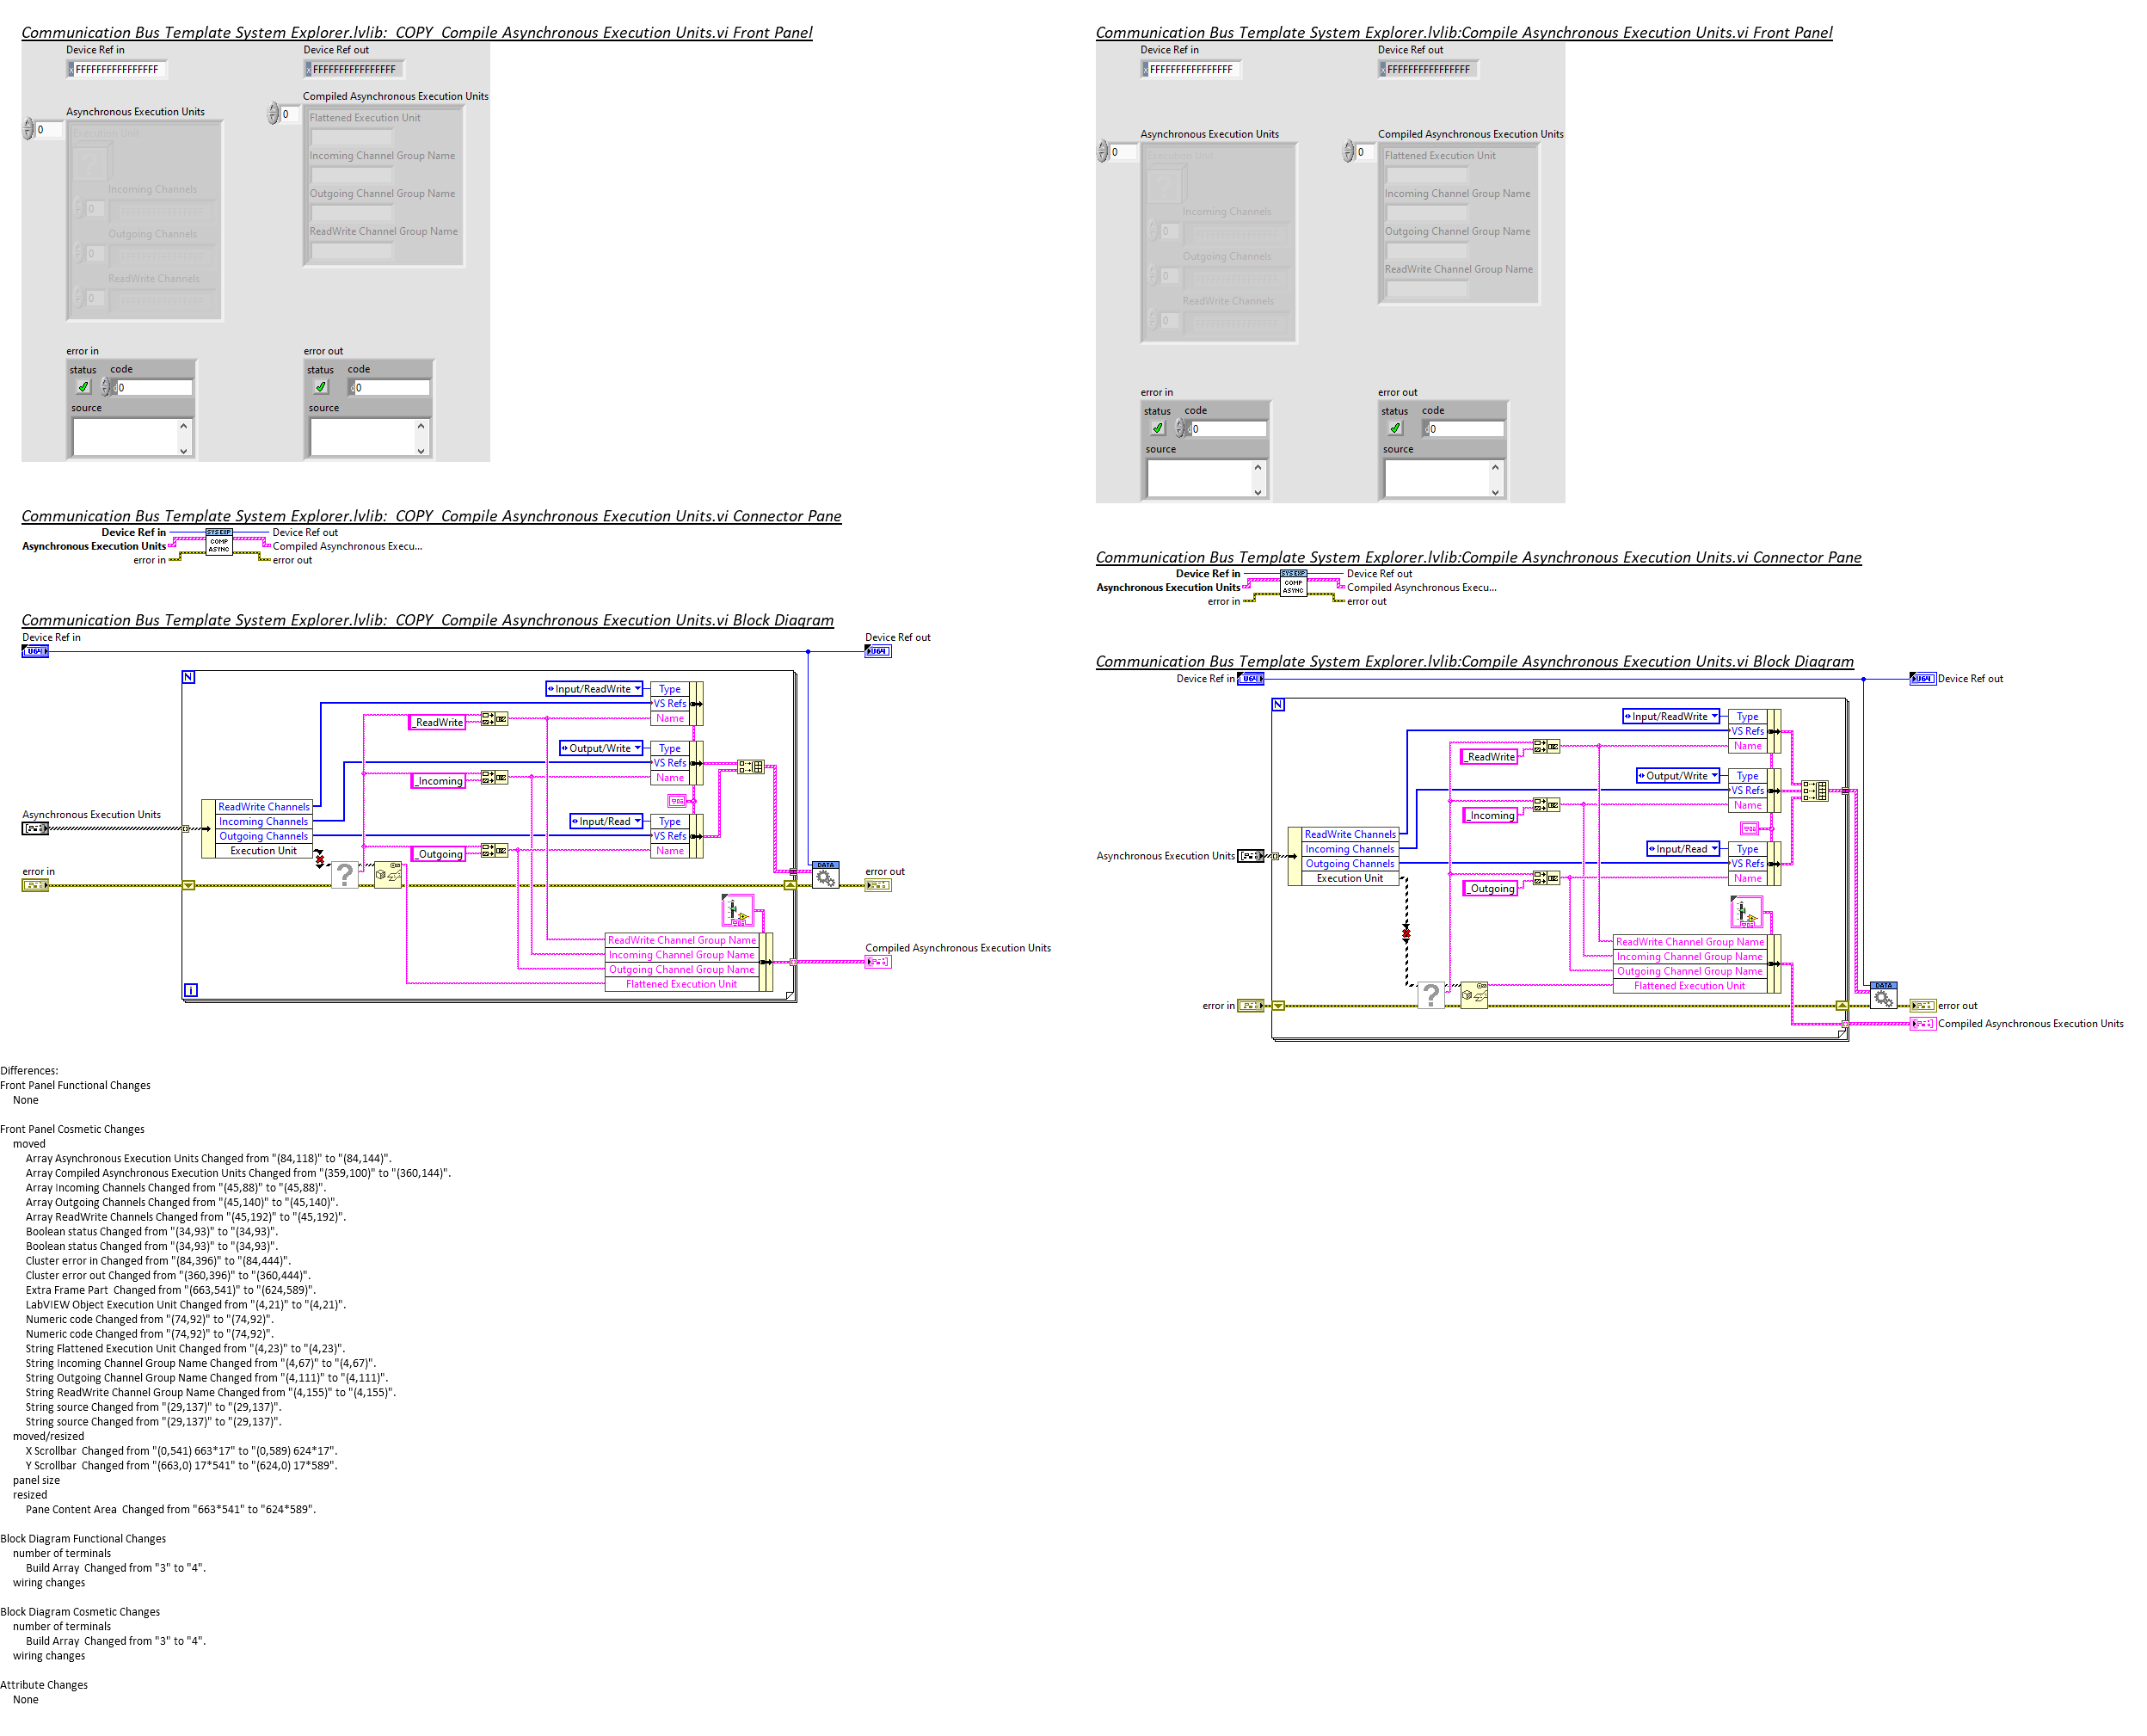 Communication Bus Template System Explorer.lvlib:  COPY  Compile Asynchronous Execution Units.vi Front Panel
Device Ref in
Device Ref out
x FFFFFFFFFFFFFFFF
x FFFFFFFFFFFFFFFF
Compiled Asynchronous Execution Units
Asynchronous Execution Units
0
0
Flattened Execution Unit
Execution Unit
Incoming Channel Group Name
Incoming Channels
0
Outgoing Channel Group Name
Outgoing Channels
0
ReadWrite Channel Group Name
ReadWrite Channels
0
error in
error out
status code
status code
0
d0
source
source
Communication Bus Template System Explorer.lvlib:  COPY  Compile Asynchronous Execution Units.vi Connector Pane
Device Ref in
SYS EXP
Device Ref out
Asynchronous Execution Units
COMP
ASYNC
Compiled Asynchronous Execu...
error in
error out
Communication Bus Template System Explorer.lvlib:  COPY  Compile Asynchronous Execution Units.vi Block Diagram
Device Ref in
Device Ref out
U64
U64
N
Input/ReadWrite
Type
VS Refs
Name
_ReadWrite
Output/Write
Type
VS Refs
Name
_Incoming
Input/Read
Type
VS Refs
Name
_Outgoing
Asynchronous Execution Units
ReadWrite Channels
Incoming Channels
Outgoing Channels
Execution Unit
?
DATA
error in
error out
ReadWrite Channel Group Name
Incoming Channel Group Name
Outgoing Channel Group Name
Flattened Execution Unit
Compiled Asynchronous Execution Units
i
Communication Bus Template System Explorer.lvlib:Compile Asynchronous Execution Units.vi Front Panel
Device Ref in
Device Ref out
x FFFFFFFFFFFFFFFF
x FFFFFFFFFFFFFFFF
Asynchronous Execution Units
Compiled Asynchronous Execution Units
0
0
Execution Unit
Flattened Execution Unit
Incoming Channel Group Name
Incoming Channels
0
Outgoing Channel Group Name
Outgoing Channels
0
ReadWrite Channel Group Name
ReadWrite Channels
0
error in
error out
status code
status code
0
d0
source
source
Communication Bus Template System Explorer.lvlib:Compile Asynchronous Execution Units.vi Connector Pane
Device Ref in
SYS EXP
Device Ref out
Asynchronous Execution Units
COMP
ASYNC
Compiled Asynchronous Execu...
error in
error out
Communication Bus Template System Explorer.lvlib:Compile Asynchronous Execution Units.vi Block Diagram
Device Ref in
U64
U64
Device Ref out
N
Input/ReadWrite
Type
VS Refs
Name
_ReadWrite
Output/Write
Type
VS Refs
Name
_Incoming
Input/Read
Type
VS Refs
Name
_Outgoing
Asynchronous Execution Units
ReadWrite Channels
Incoming Channels
Outgoing Channels
Execution Unit
ReadWrite Channel Group Name
Incoming Channel Group Name
Outgoing Channel Group Name
Flattened Execution Unit
?
DATA
error in
error out
Compiled Asynchronous Execution Units
Differences:
Front Panel Functional Changes
None
Front Panel Cosmetic Changes
moved
Array Asynchronous Execution Units Changed from "(84,118)" to "(84,144)".
Array Compiled Asynchronous Execution Units Changed from "(359,100)" to "(360,144)".
Array Incoming Channels Changed from "(45,88)" to "(45,88)".
Array Outgoing Channels Changed from "(45,140)" to "(45,140)".
Array ReadWrite Channels Changed from "(45,192)" to "(45,192)".
Boolean status Changed from "(34,93)" to "(34,93)".
Boolean status Changed from "(34,93)" to "(34,93)".
Cluster error in Changed from "(84,396)" to "(84,444)".
Cluster error out Changed from "(360,396)" to "(360,444)".
Extra Frame Part  Changed from "(663,541)" to "(624,589)".
LabVIEW Object Execution Unit Changed from "(4,21)" to "(4,21)".
Numeric code Changed from "(74,92)" to "(74,92)".
Numeric code Changed from "(74,92)" to "(74,92)".
String Flattened Execution Unit Changed from "(4,23)" to "(4,23)".
String Incoming Channel Group Name Changed from "(4,67)" to "(4,67)".
String Outgoing Channel Group Name Changed from "(4,111)" to "(4,111)".
String ReadWrite Channel Group Name Changed from "(4,155)" to "(4,155)".
String source Changed from "(29,137)" to "(29,137)".
String source Changed from "(29,137)" to "(29,137)".
moved/resized
X Scrollbar  Changed from "(0,541) 663*17" to "(0,589) 624*17".
Y Scrollbar  Changed from "(663,0) 17*541" to "(624,0) 17*589".
panel size
resized
Pane Content Area  Changed from "663*541" to "624*589".
Block Diagram Functional Changes
number of terminals
Build Array  Changed from "3" to "4".
wiring changes
Block Diagram Cosmetic Changes
number of terminals
Build Array  Changed from "3" to "4".
wiring changes
Attribute Changes
None